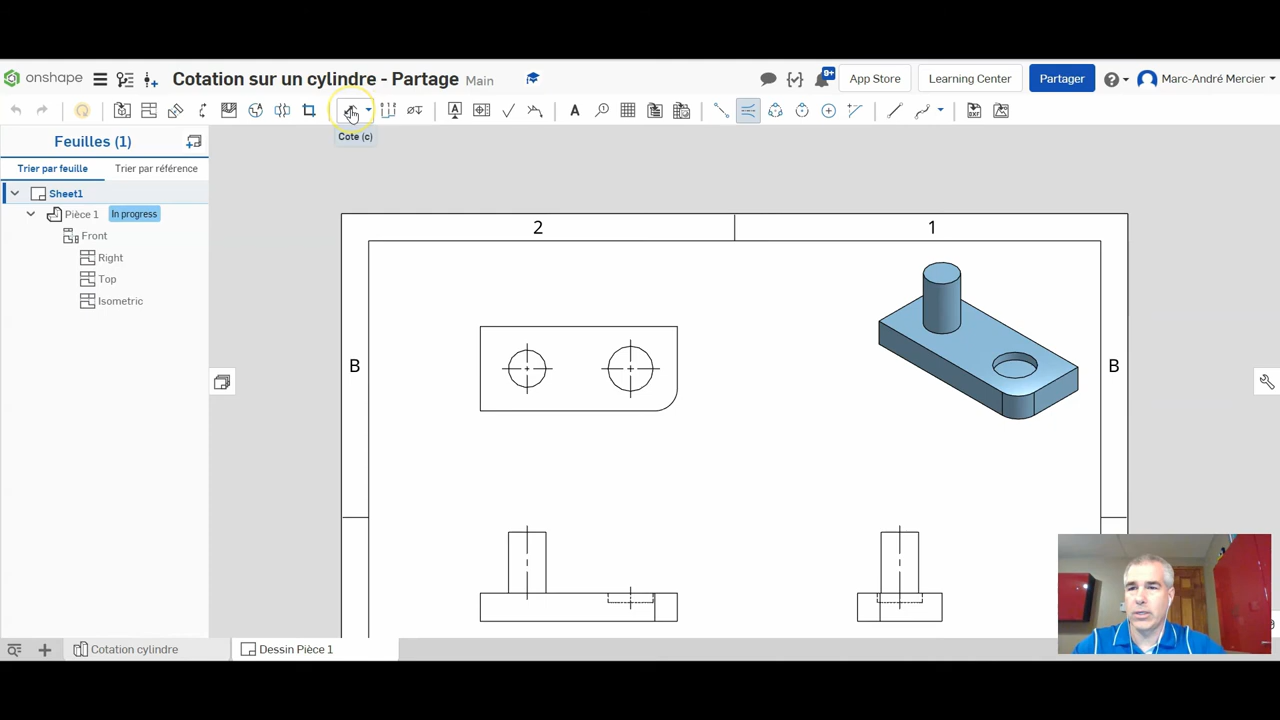 onshape
Cotation sur un cylindre - Partage Main
9+
App Store
Learning Center
Partager
Marc-André Mercier
Cote (c)
Feuilles (1)
Trier par feuille
Trier par référence
Sheet1
Pièce 1
In progress
Front
Right
Top
Isometric
2
1
B
B
Cotation cylindre
Dessin Pièce 1